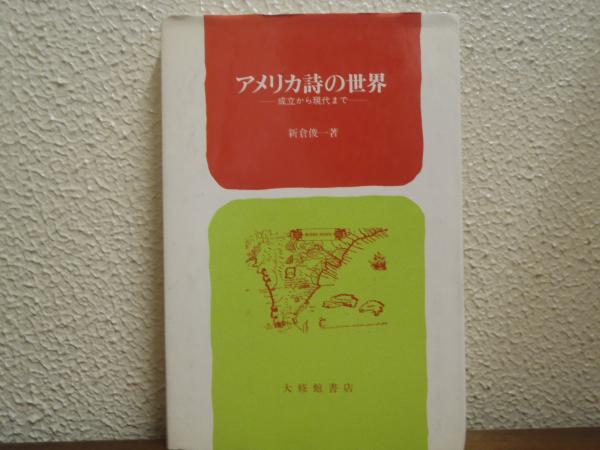 アメリカ詩の世界
──成立から現代まで──
新倉俊一著
大修館書店